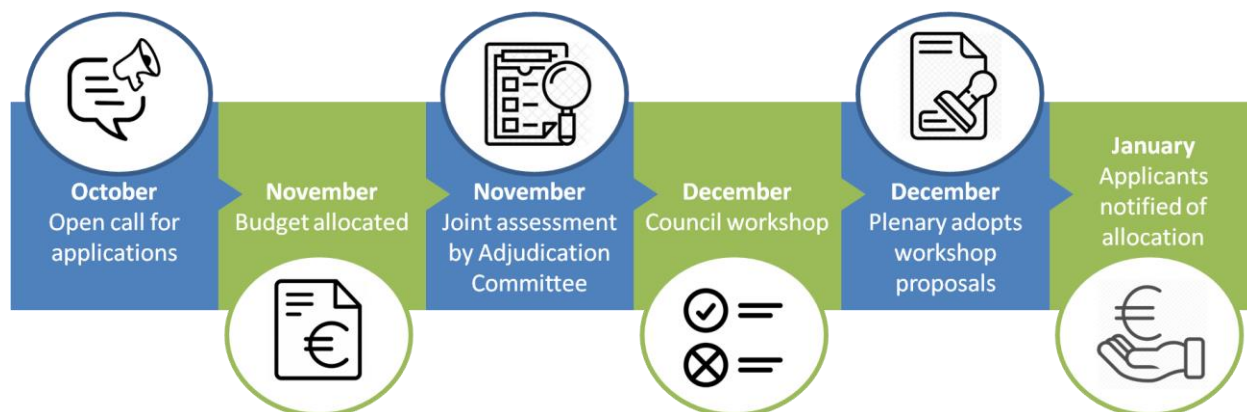 October
Open call for
applications
November
Budget allocated
November
Joint assessment
by Adjudication
Committee
December
Council workshop
December
Plenary adopts
workshop
proposals
January
Applicants
notified of
allocation
€
€